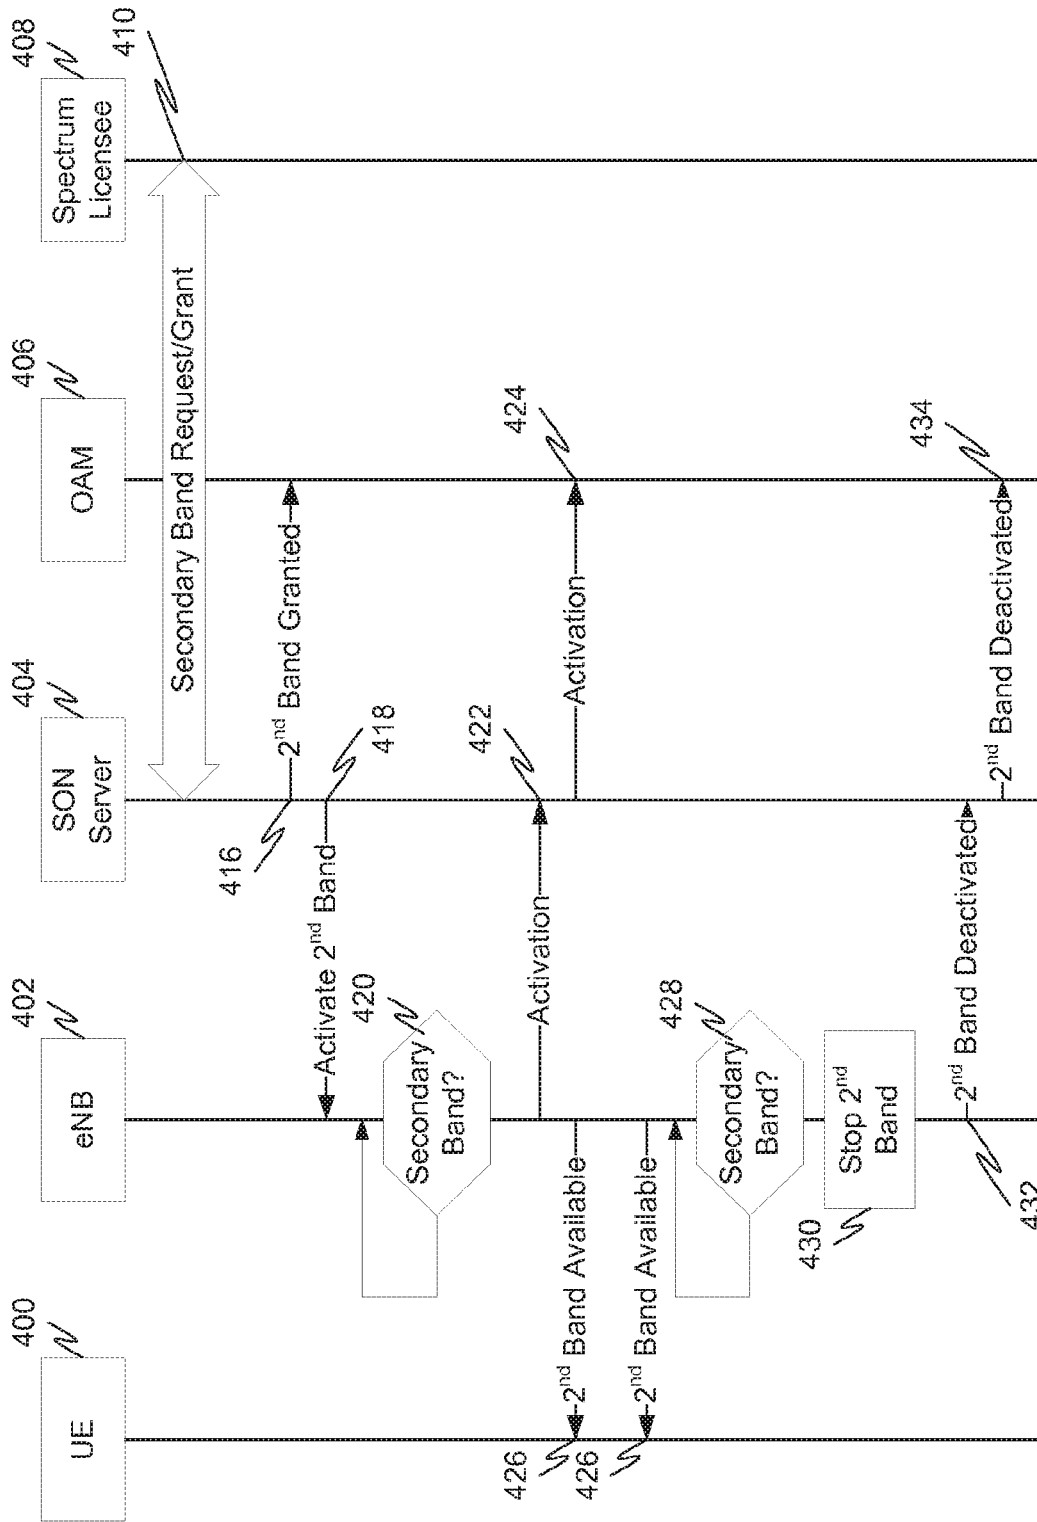 400
UE
402
eNB
404
SON
Server
406
OAM
408
Spectrum
Licensee
Secondary Band Request/Grant
410
416
2nd Band Granted
Activate 2nd Band
418
420
Secondary
Band?
Activation
422
Activation
424
426
2nd Band Available
426
2nd Band Available
428
Secondary
Band?
430
Stop 2nd
Band
432
2nd Band Deactivated
2nd Band Deactivated
434